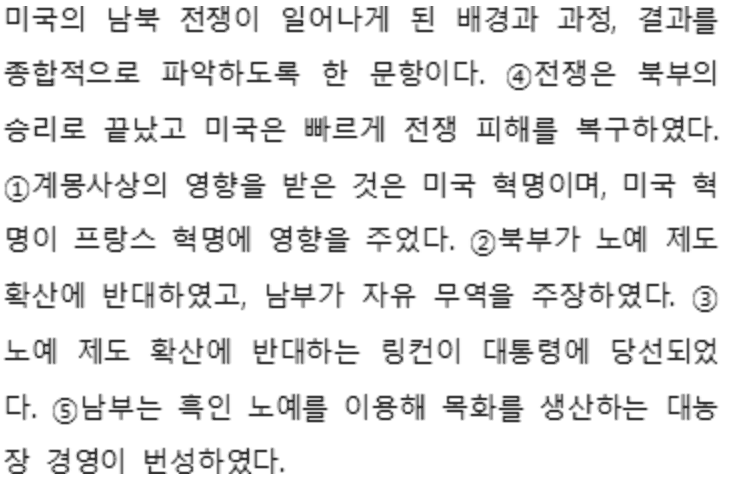 미국의 남북 전쟁이 일어나게 된 배경과 과정, 결과를
종합적으로 파악하도록 한 문항이다. ④전쟁은 북부의
승리로 끝났고 미국은 빠르게 전쟁 피해를 복구하였다.
①계몽사상의 영향을 받은 것은 미국 혁명이며, 미국 혁
명이 프랑스 혁명에 영향을 주었다. ②북부가 노예 제도
확산에 반대하였고, 남부가 자유 무역을 주장하였다. ③
노예 제도 확산에 반대하는 링컨이 대통령에 당선되었
다. ⑤남부는 흑인 노예를 이용해 목화를 생산하는 대농
장 경영이 번성하였다.